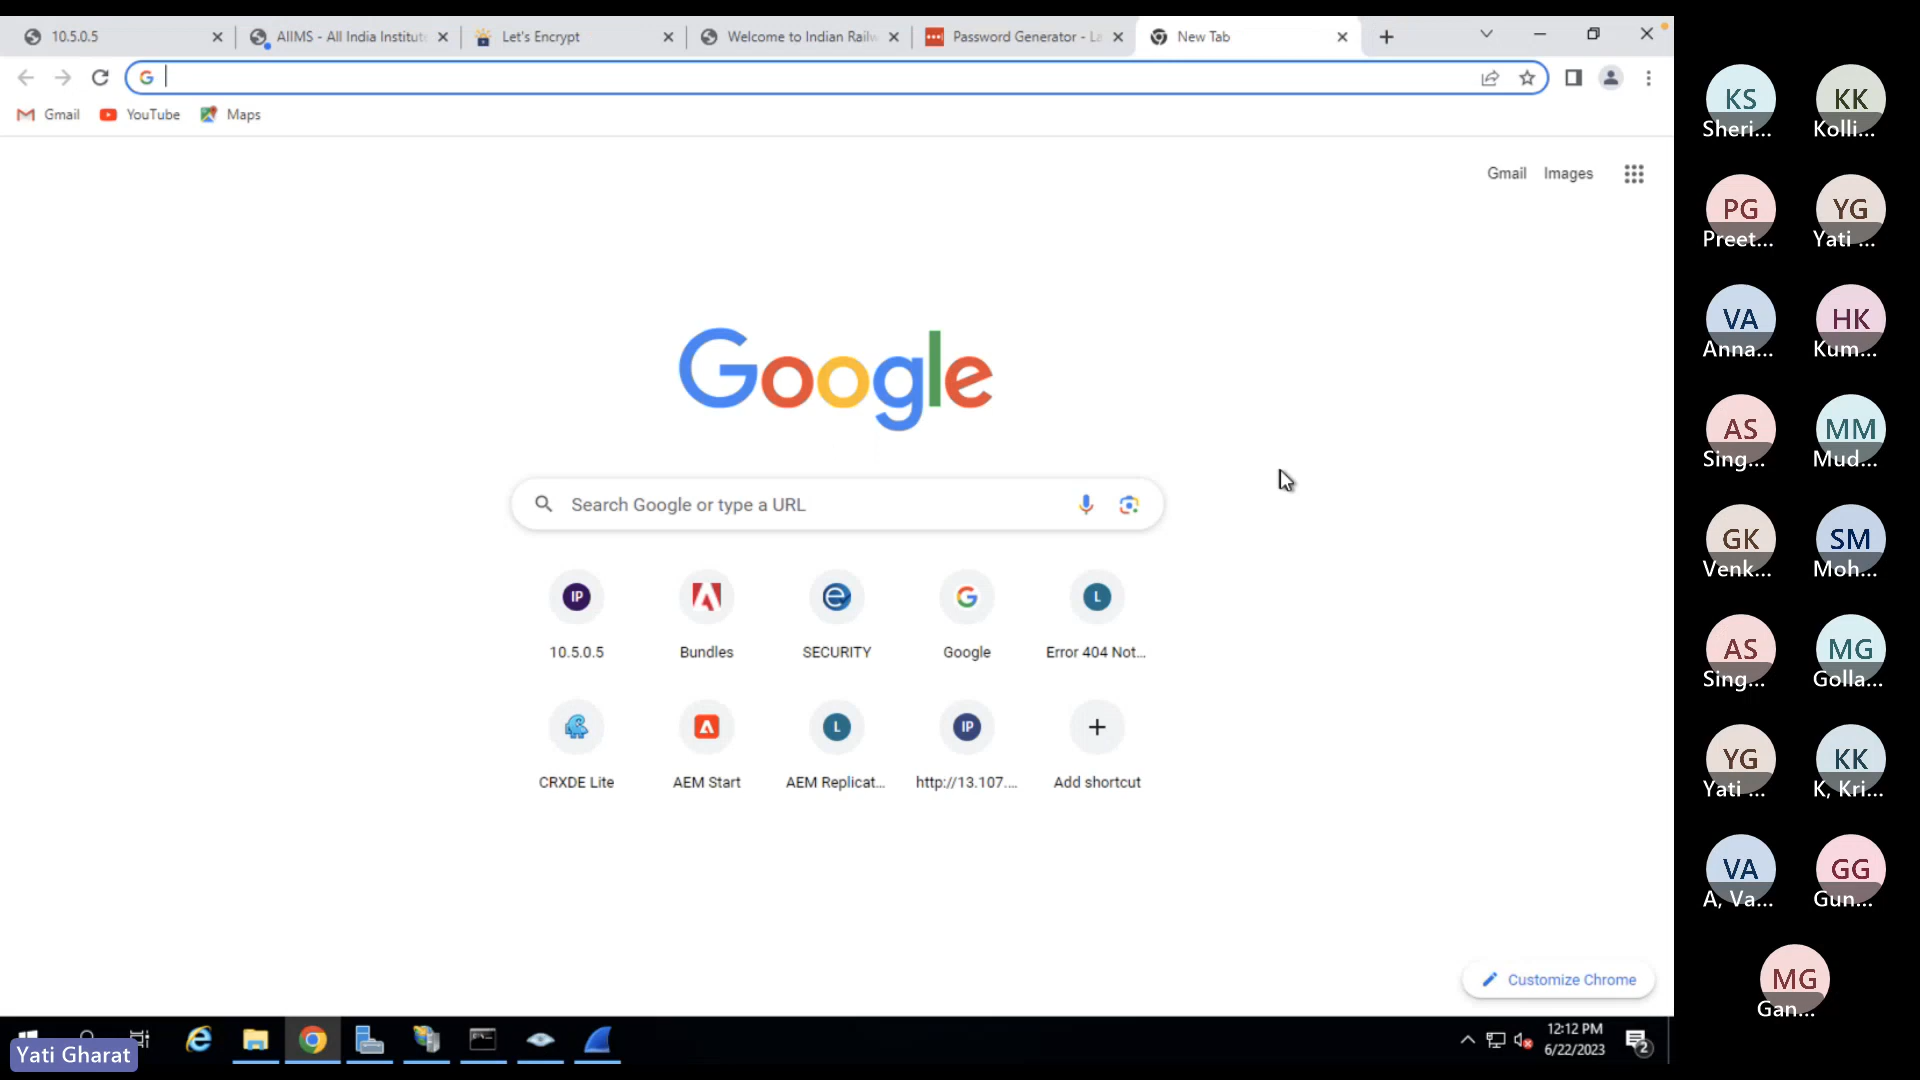 10.5.0.5
AIIMS - All India Institut
Let's Encrypt
Welcome to Indian Railw
Password Generator - La
New Tab
G
Gmail
YouTube
Maps
Gmail
Images
Google
Search Google or type a URL
IP
L
10.5.0.5
Bundles
SECURITY
Google
Error 404 Not...
L
IP
CRXDE Lite
AEM Start
AEM Replicat...
http://13.107....
Add shortcut
Customize Chrome
Yati Gharat
12:12 PM
6/22/2023
2
KS
Sheri...
KK
Kolli...
PG
Preet...
YG
Yati ...
VA
Anna...
HK
Kum...
AS
Sing...
MM
Mud...
GK
Venk...
SM
Moh...
AS
Sing...
MG
Golla...
YG
Yati ...
KK
K, Kri...
VA
A, Va...
GG
Gun...
MG
Gan...